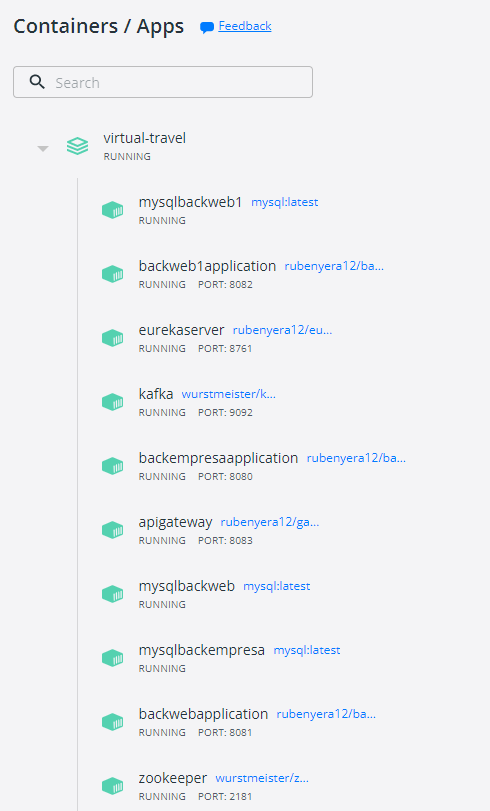 Containers / Apps Feedback
Search
virtual-travel
RUNNING
mysqlbackweb1 mysql:latest
RUNNING
backweb1application rubenyera12/ba...
RUNNING PORT: 8082
eurekaserver rubenyera12/eu...
RUNNING PORT: 8761
kafka wurstmeister/k...
RUNNING PORT: 9092
backempresaapplication rubenyera12/ba...
RUNNING PORT: 8080
apigateway rubenyera12/ga...
RUNNING PORT: 8083
mysqlbackweb mysql:latest
RUNNING
mysqlbackempresa mysql:latest
RUNNING
backwebapplication rubenyera12/ba...
RUNNING PORT: 8081
zookeeper wurstmeister/z...
RUNNING PORT: 2181